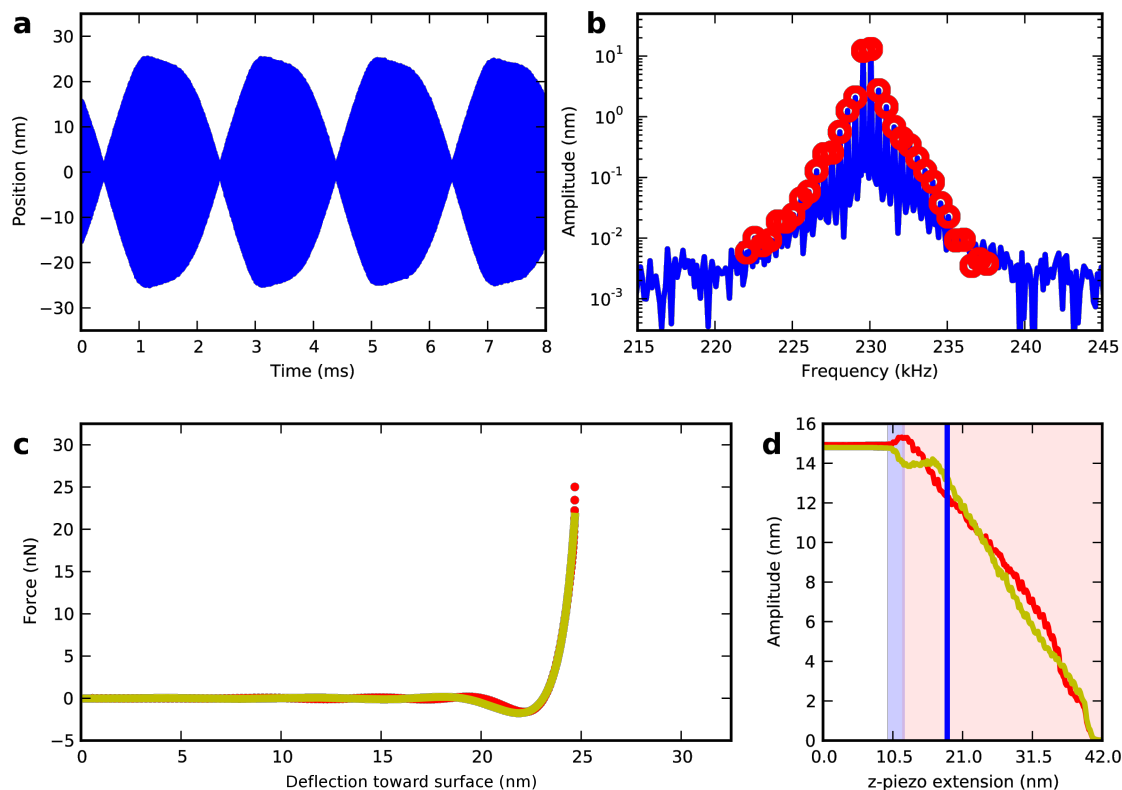 a
30
20
10
0
−10
−20
−30
Position (nm)
0 1 2 3 4 5 6 7 8
Time (ms)
b
10^1
10^0
10^-1
10^-2
10^-3
Amplitude (nm)
215 220 225 230 235 240 245
Frequency (kHz)
c
30
25
20
15
10
5
0
−5
Force (nN)
0 5 10 15 20 25 30
Deflection toward surface (nm)
d
16
14
12
10
8
6
4
2
0
Amplitude (nm)
0.0 10.5 21.0 31.5 42.0
z-piezo extension (nm)